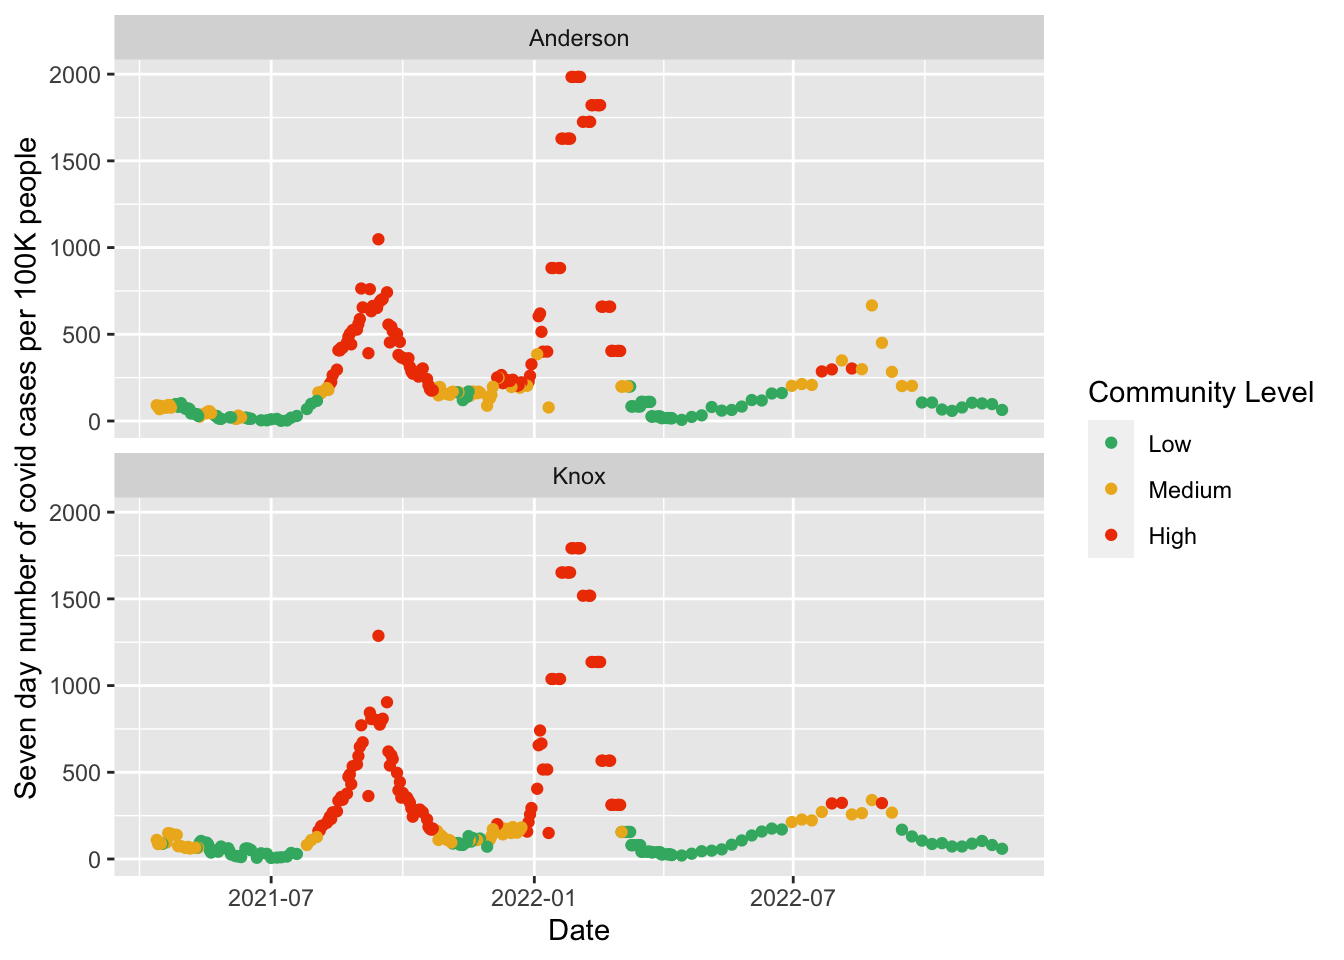 Anderson
2000
1500
1000
500
0
Knox
2000
1500
1000
500
0
2021-07
2022-01
2022-07
Date
Seven day number of covid cases per 100K people
Community Level
Low
Medium
High